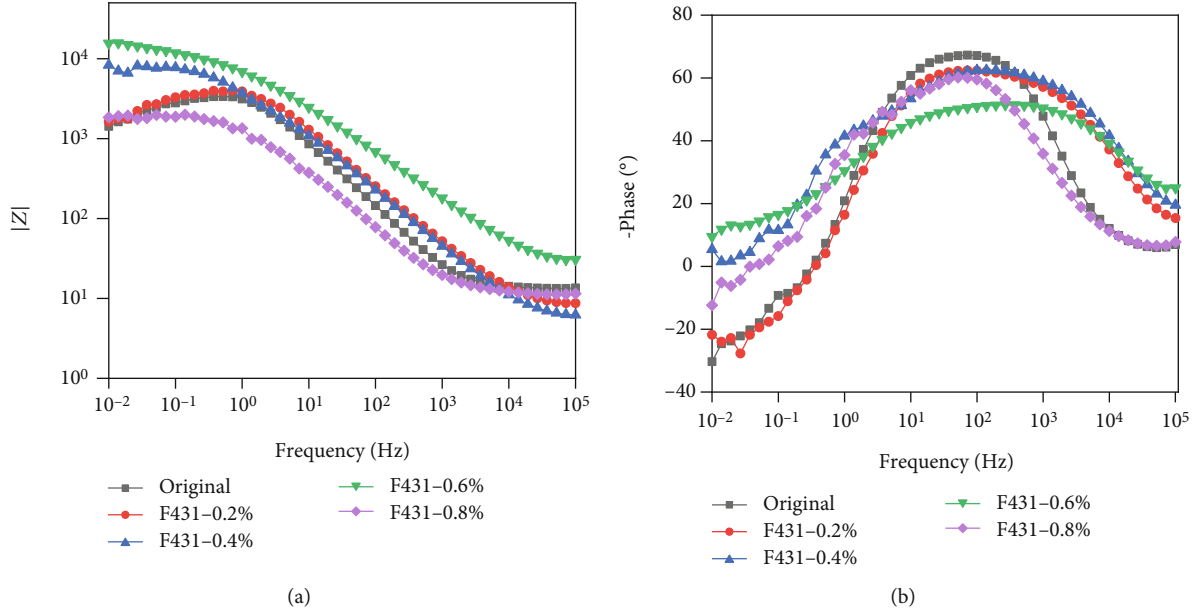 10⁴
10³
10²
10¹
10⁰
|Z|
10⁻² 10⁻¹ 10⁰ 10¹ 10² 10³ 10⁴ 10⁵
Frequency (Hz)
Original
F431–0.2%
F431–0.4%
F431–0.6%
F431–0.8%
(a)
80
60
40
20
0
−20
−40
-Phase (°)
10⁻² 10⁻¹ 10⁰ 10¹ 10² 10³ 10⁴ 10⁵
Frequency (Hz)
Original
F431–0.2%
F431–0.4%
F431–0.6%
F431–0.8%
(b)